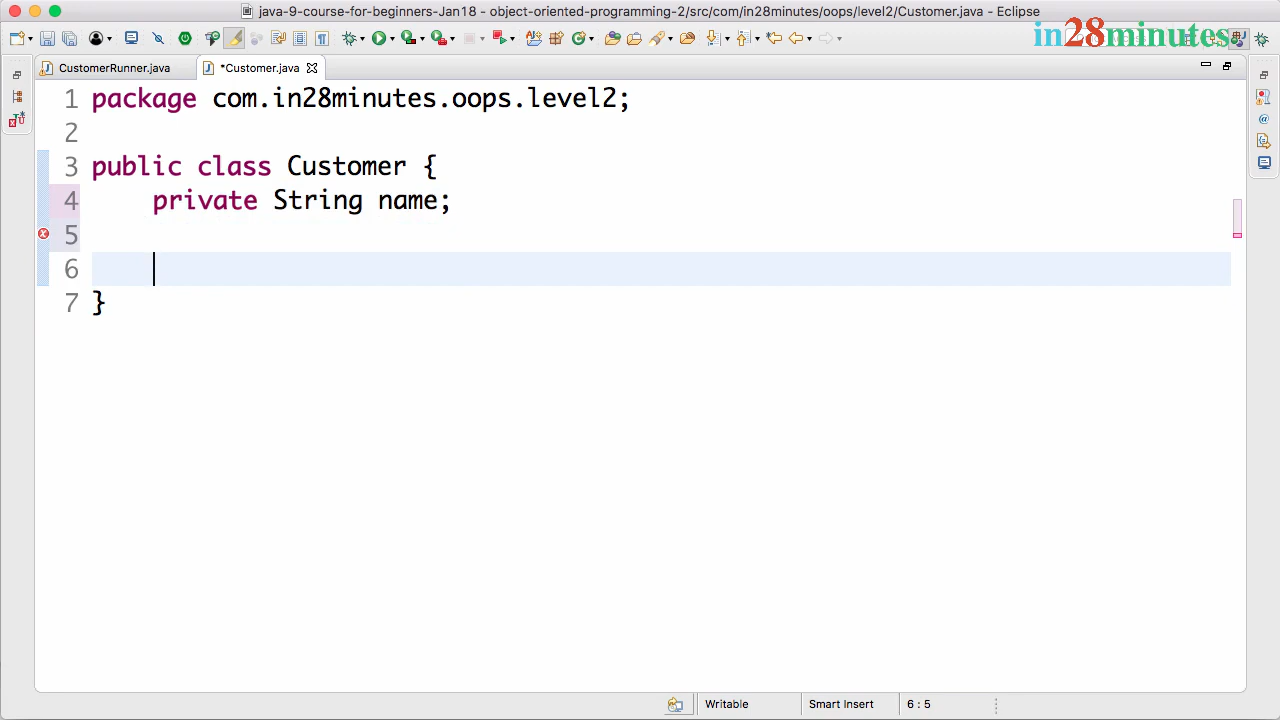 java-9-course-for-beginners-Jan18 - object-oriented-programming-2/src/com/in28minutes/oops/level2/Customer.java - Eclipse
in28minutes
CustomerRunner.java
*Customer.java
1 package com.in28minutes.oops.level2;
2
3 public class Customer {
4 private String name;
5
6
7 }
Writable
Smart Insert
6 : 5